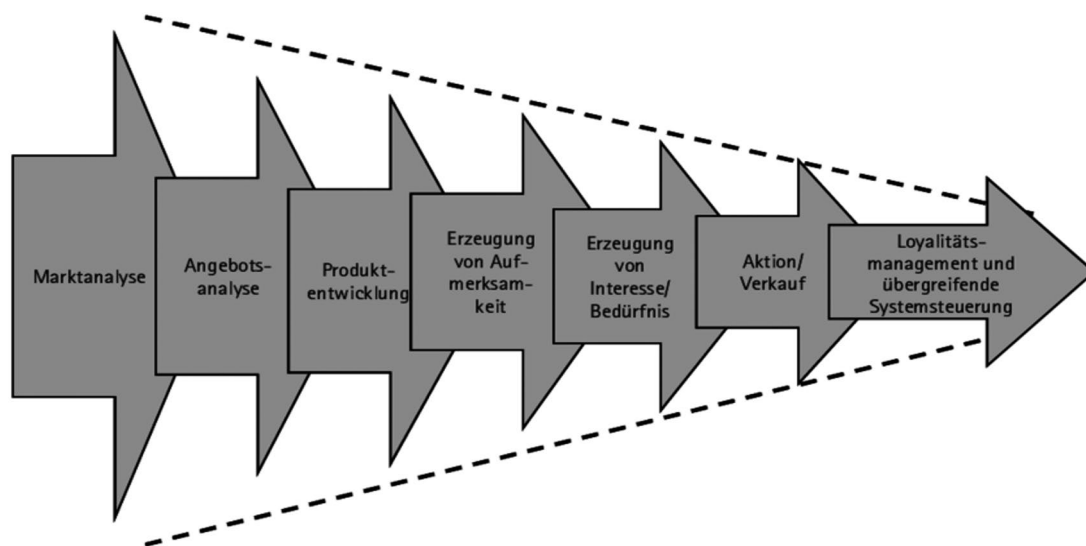 Marktanalyse
Angebots-
analyse
Produkt-
entwicklung
Erzeugung
von Auf-
merksam-
keit
Erzeugung
von
Interesse/
Bedürfnis
Aktion/
Verkauf
Loyalitäts-
management und
übergreifende
Systemsteuerung